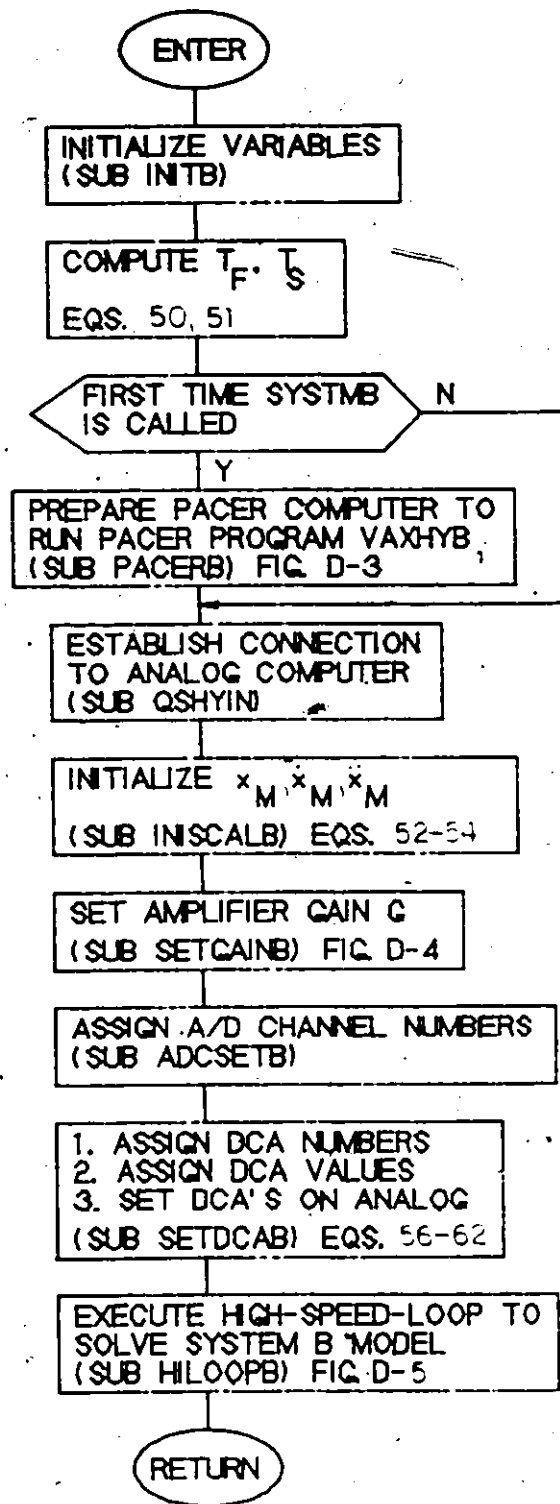 ENTER
INITIALIZE VARIABLES
(SUB INITB)
COMPUTE T_F, T_S
EQS. 50, 51
FIRST TIME SYSTMB
IS CALLED
N
Y
PREPARE PACER COMPUTER TO
RUN PACER PROGRAM VAXHYB
(SUB PACERB) FIG. D-3
ESTABLISH CONNECTION
TO ANALOG COMPUTER
(SUB QSHYIN)
INITIALIZE x_M, ẋ_M, ẍ_M
(SUB INISCALB) EQS. 52-54
SET AMPLIFIER GAIN G
(SUB SETGAINB) FIG. D-4
ASSIGN A/D CHANNEL NUMBERS
(SUB ADCSETB)
1. ASSIGN DCA NUMBERS
2. ASSIGN DCA VALUES
3. SET DCA'S ON ANALOG
(SUB SETDCAB) EQS. 56-62
EXECUTE HIGH-SPEED-LOOP TO
SOLVE SYSTEM B MODEL
(SUB HILOOPB) FIG. D-5
RETURN